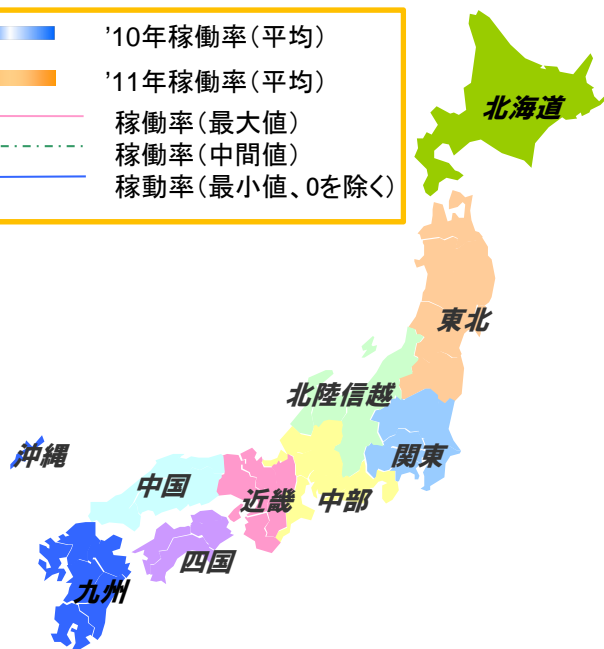 '10年稼働率(平均)
'11年稼働率(平均)
稼働率(最大値)
稼働率(中間値)
稼動率(最小値、0を除く)
北海道
東北
北陸信越
関東
沖縄
中国
近畿
中部
四国
九州